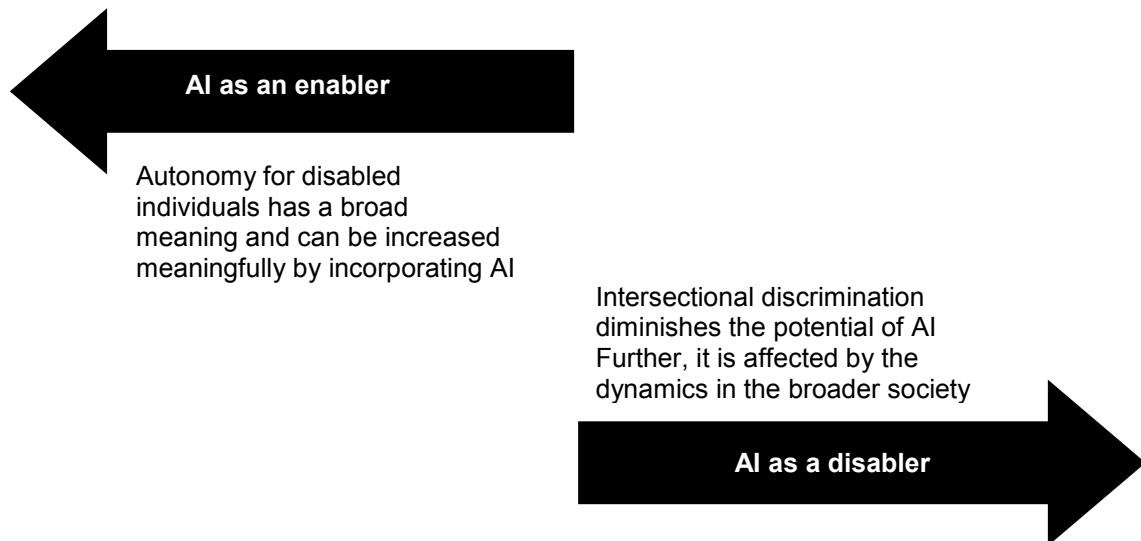 AI as an enabler
Autonomy for disabled
individuals has a broad
meaning and can be increased
meaningfully by incorporating AI
Intersectional discrimination
diminishes the potential of AI
Further, it is affected by the
dynamics in the broader society
AI as a disabler